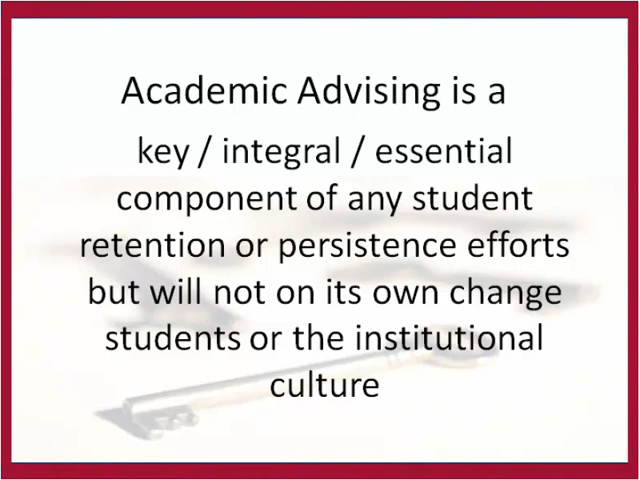 Academic Advising is a
key / integral / essential
component of any student
retention or persistence efforts
but will not on its own change
students or the institutional
culture